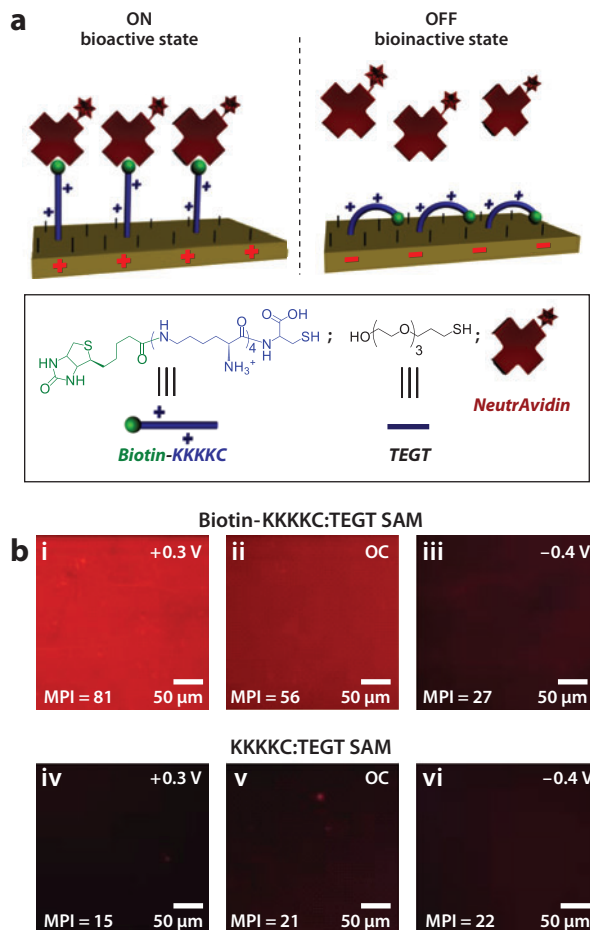 a
ON
bioactive state
OFF
bioinactive state
+ + + + + +
+ + + +
+ + + + + +
− − − −
S
HN
NH
O
O
H
N
O
4
NH3+
N
H
O
OH
SH
;
HO
O
3
SH
;
+
+
Biotin-KKKKC
TEGT
NeutrAvidin
b
Biotin-KKKKC:TEGT SAM
i
+0.3 V
MPI = 81
50 µm
ii
OC
MPI = 56
50 µm
iii
−0.4 V
MPI = 27
50 µm
KKKKC:TEGT SAM
iv
+0.3 V
MPI = 15
50 µm
v
OC
MPI = 21
50 µm
vi
−0.4 V
MPI = 22
50 µm